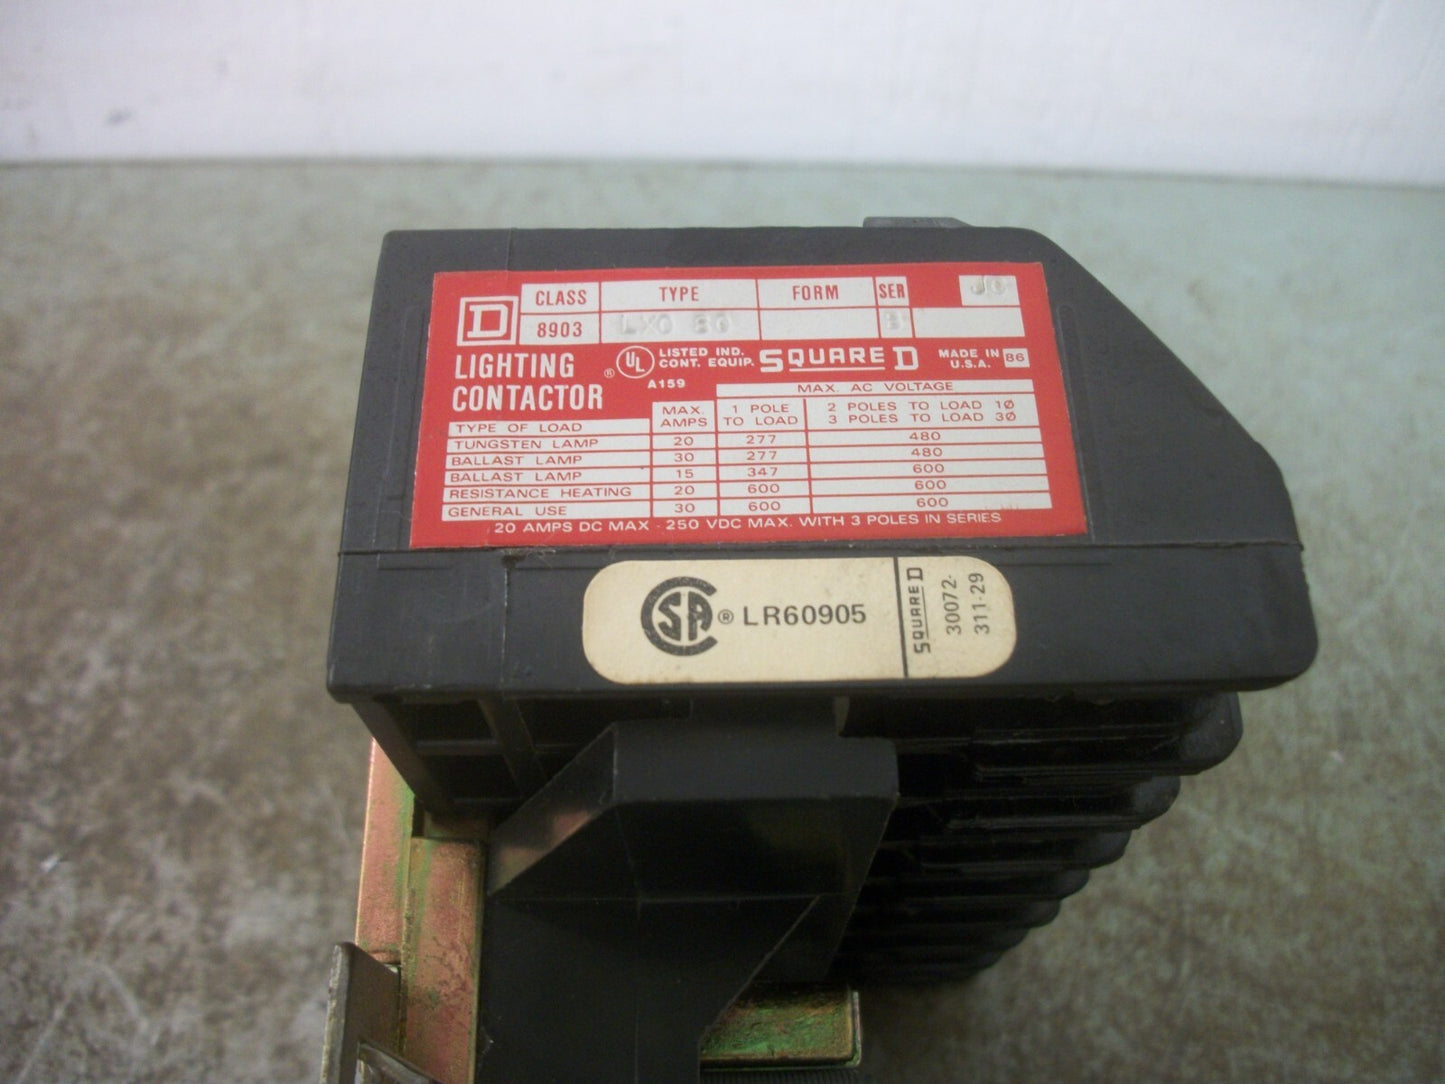 D
CLASS TYPE FORM SER
8903 LXO 80 B
LIGHTING
CONTACTOR ®
UL LISTED IND.
CONT. EQUIP.
A159
SQUARE D
MADE IN
U.S.A. 86
MAX. AC VOLTAGE
TYPE OF LOAD MAX. AMPS 1 POLE TO LOAD 2 POLES TO LOAD 1Ø 3 POLES TO LOAD 3Ø
TUNGSTEN LAMP 20 277 480
BALLAST LAMP 30 277 480
BALLAST LAMP 15 347 600
RESISTANCE HEATING 20 600 600
GENERAL USE 30 600 600
20 AMPS DC MAX - 250 VDC MAX. WITH 3 POLES IN SERIES
CSA ® LR60905
SQUARE D
30072-
311-29